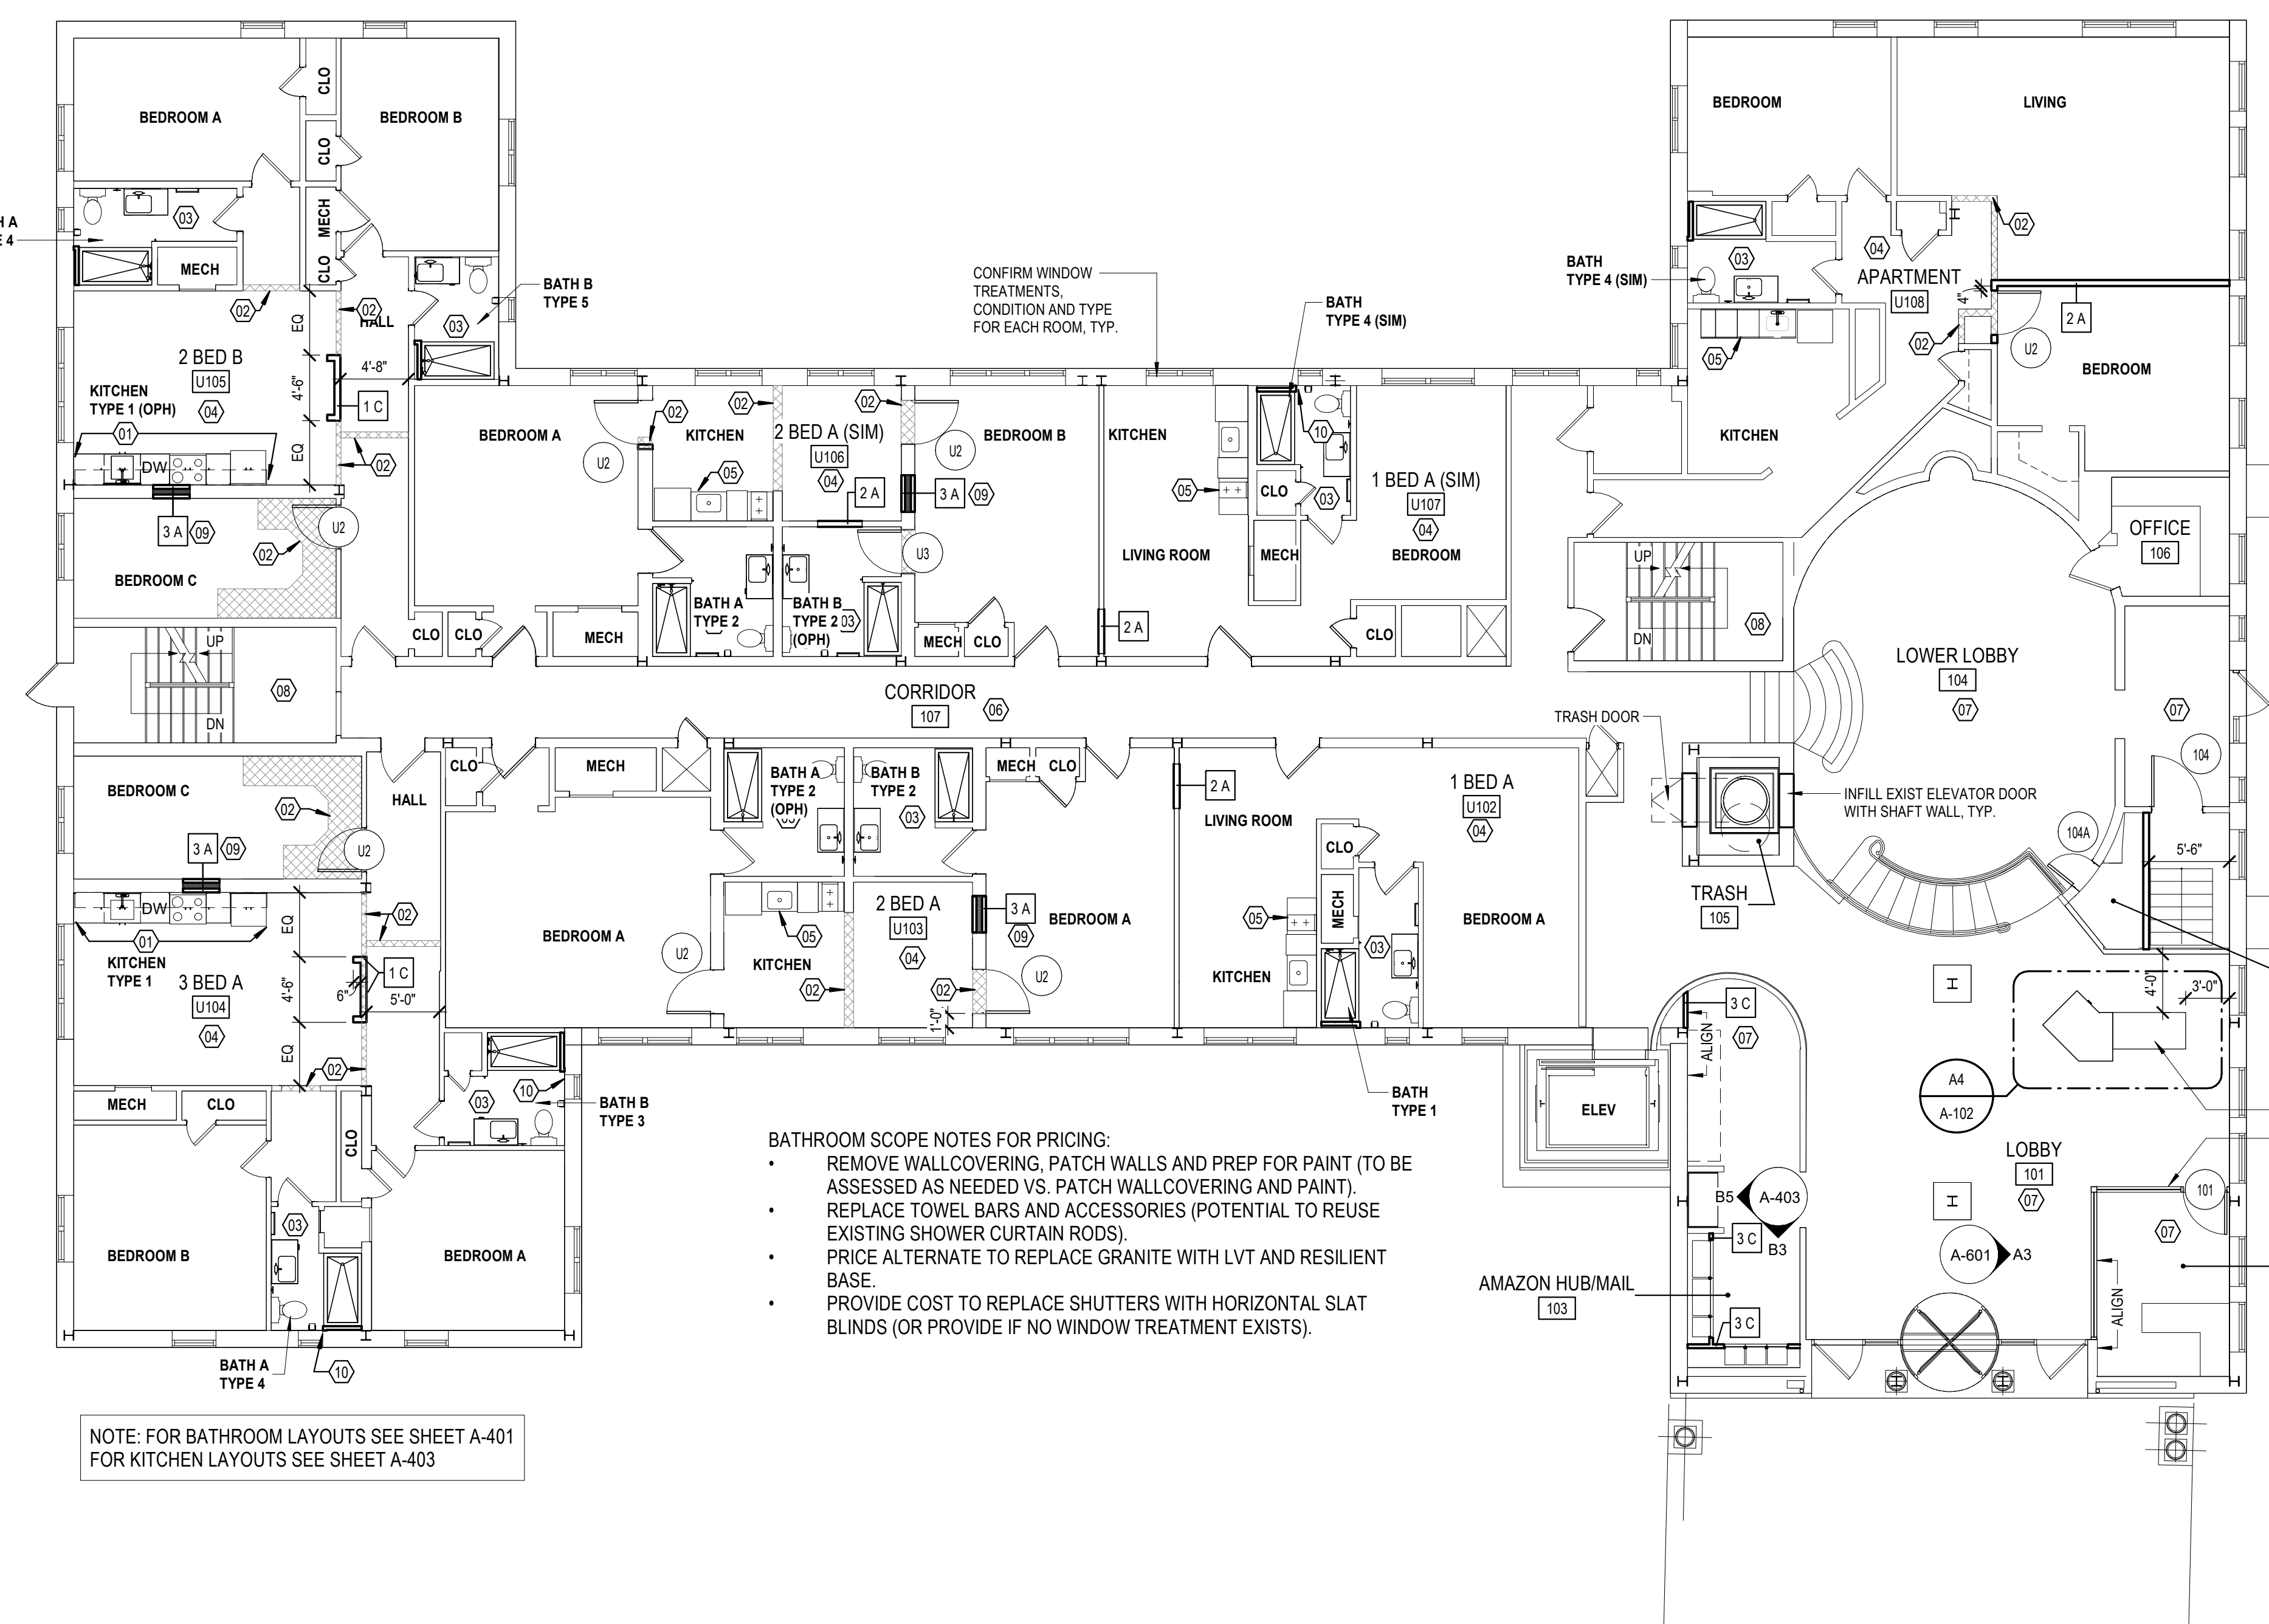 BEDROOM A
CLO
BEDROOM B
CLO
MECH
CLO
03
MECH
H A
E 4
BATH B
TYPE 5
03
02
02
HALL
EQ
4'-6"
EQ
4'-8"
1 C
2 BED B
U105
04
KITCHEN
TYPE 1 (OPH)
01
DW
02
3 A
09
02
U2
BEDROOM C
UP
DN
08
BEDROOM A
CLO
CLO
MECH
U2
02
KITCHEN
02
05
2 BED A (SIM)
U106
04
2 A
02
U2
3 A
09
BEDROOM B
U3
BATH A
TYPE 2
BATH B
TYPE 2
(OPH)
03
MECH
CLO
CONFIRM WINDOW
TREATMENTS,
CONDITION AND TYPE
FOR EACH ROOM, TYP.
BATH
TYPE 4 (SIM)
KITCHEN
05
10
CLO
03
LIVING ROOM
MECH
2 A
1 BED A (SIM)
U107
04
BEDROOM
CLO
BEDROOM
LIVING
02
04
03
BATH
TYPE 4 (SIM)
APARTMENT
U108
4"
2 A
02
U2
05
BEDROOM
KITCHEN
OFFICE
106
UP
DN
08
LOWER LOBBY
104
07
07
104
CORRIDOR
107
06
TRASH DOOR
INFILL EXIST ELEVATOR DOOR
WITH SHAFT WALL, TYP.
104A
5'-6"
TRASH
105
BEDROOM C
02
HALL
U2
3 A
09
DW
01
KITCHEN
TYPE 1
EQ
4'-6"
EQ
02
1 C
6"
5'-0"
3 BED A
U104
04
02
MECH
CLO
CLO
BEDROOM B
03
BEDROOM A
10
03
BATH B
TYPE 3
BATH A
TYPE 4
10
CLO
MECH
BEDROOM A
U2
BATH A
TYPE 2
(OPH)
BATH B
TYPE 2
03
MECH
CLO
05
KITCHEN
02
2 BED A
U103
04
02
1'-0"
3 A
09
BEDROOM A
U2
2 A
LIVING ROOM
CLO
MECH
05
03
KITCHEN
1 BED A
U102
04
BEDROOM A
BATH
TYPE 1
ELEV
3 C
07
ALIGN
4'-0"
3'-0"
A4
A-102
LOBBY
101
07
101
07
B5
A-403
B3
3 C
3 C
A-601
A3
ALIGN
AMAZON HUB/MAIL
103
BATHROOM SCOPE NOTES FOR PRICING:
• REMOVE WALLCOVERING, PATCH WALLS AND PREP FOR PAINT (TO BE
ASSESSED AS NEEDED VS. PATCH WALLCOVERING AND PAINT).
• REPLACE TOWEL BARS AND ACCESSORIES (POTENTIAL TO REUSE
EXISTING SHOWER CURTAIN RODS).
• PRICE ALTERNATE TO REPLACE GRANITE WITH LVT AND RESILIENT
BASE.
• PROVIDE COST TO REPLACE SHUTTERS WITH HORIZONTAL SLAT
BLINDS (OR PROVIDE IF NO WINDOW TREATMENT EXISTS).
NOTE: FOR BATHROOM LAYOUTS SEE SHEET A-401
FOR KITCHEN LAYOUTS SEE SHEET A-403